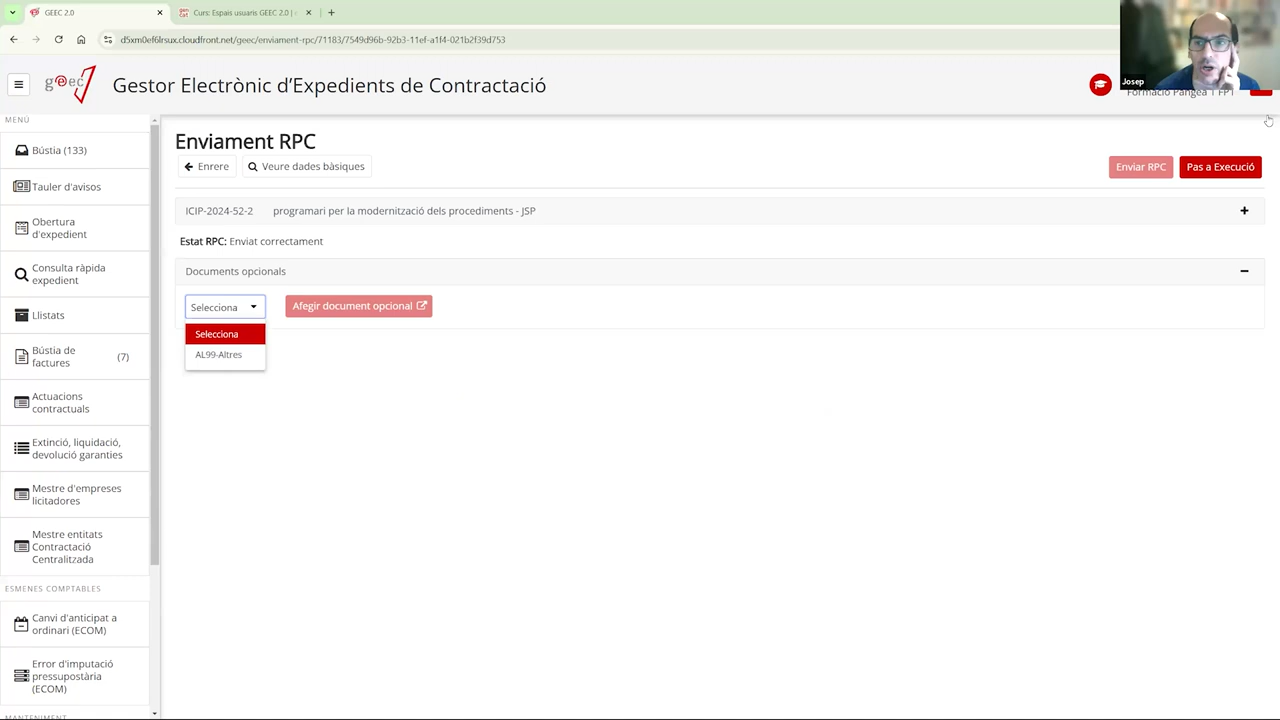 GEEC 2.0
Curs: Espais usuaris GEEC 2.0 | g
d5xm0ef6lrsux.cloudfront.net/geec/enviament-rpc/71183/7549d96b-92b3-11ef-a1f4-021b2f39d753
geec
Gestor Electrònic d'Expedients de Contractació
Josep
Formació Pangea 1 FP1
MENÚ
Bústia (133)
Tauler d'avisos
Obertura
d'expedient
Consulta ràpida
expedient
Llistats
Bústia de
factures
(7)
Actuacions
contractuals
Extinció, liquidació,
devolució garanties
Mestre d'empreses
licitadores
Mestre entitats
Contractació
Centralitzada
ESMENES COMPTABLES
Canvi d'anticipat a
ordinari (ECOM)
Error d'imputació
pressupostària
(ECOM)
MANTENIMENT
Enviament RPC
Enrere
Veure dades bàsiques
Enviar RPC
Pas a Execució
ICIP-2024-52-2 programari per la modernització dels procediments - JSP
Estat RPC: Enviat correctament
Documents opcionals
Selecciona
Afegir document opcional
Selecciona
AL99-Altres